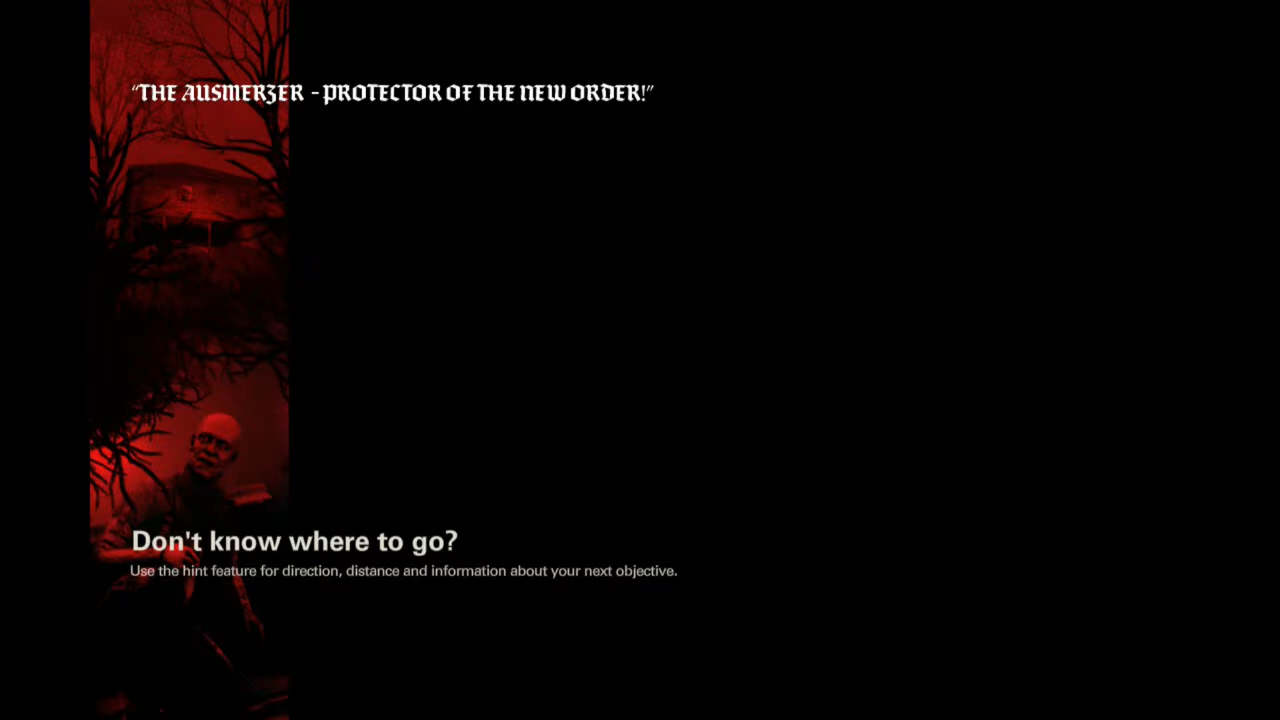 “THE AUSMERZER - PROTECTOR OF THE NEW ORDER!”
Don't know where to go?
Use the hint feature for direction, distance and information about your next objective.